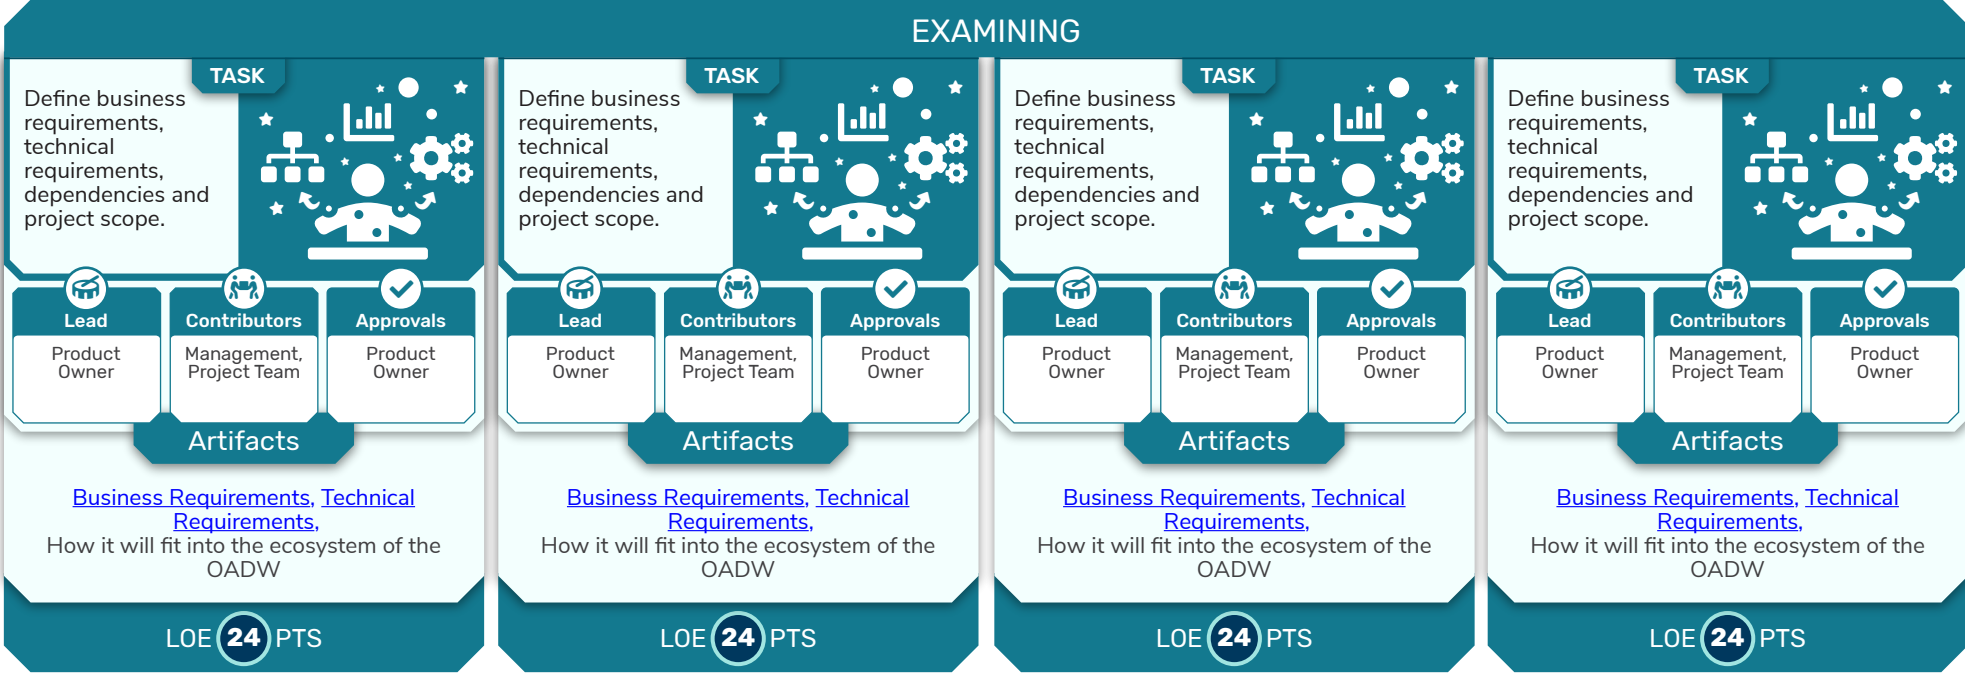 EXAMINING
TASK
Define business
requirements,
technical
requirements,
dependencies and
project scope.
Lead
Product
Owner
Contributors
Management,
Project Team
Approvals
Product
Owner
Artifacts
Business Requirements, Technical
Requirements,
How it will fit into the ecosystem of the
OADW
LOE 24 PTS
TASK
Define business
requirements,
technical
requirements,
dependencies and
project scope.
Lead
Product
Owner
Contributors
Management,
Project Team
Approvals
Product
Owner
Artifacts
Business Requirements, Technical
Requirements,
How it will fit into the ecosystem of the
OADW
LOE 24 PTS
TASK
Define business
requirements,
technical
requirements,
dependencies and
project scope.
Lead
Product
Owner
Contributors
Management,
Project Team
Approvals
Product
Owner
Artifacts
Business Requirements, Technical
Requirements,
How it will fit into the ecosystem of the
OADW
LOE 24 PTS
TASK
Define business
requirements,
technical
requirements,
dependencies and
project scope.
Lead
Product
Owner
Contributors
Management,
Project Team
Approvals
Product
Owner
Artifacts
Business Requirements, Technical
Requirements,
How it will fit into the ecosystem of the
OADW
LOE 24 PTS